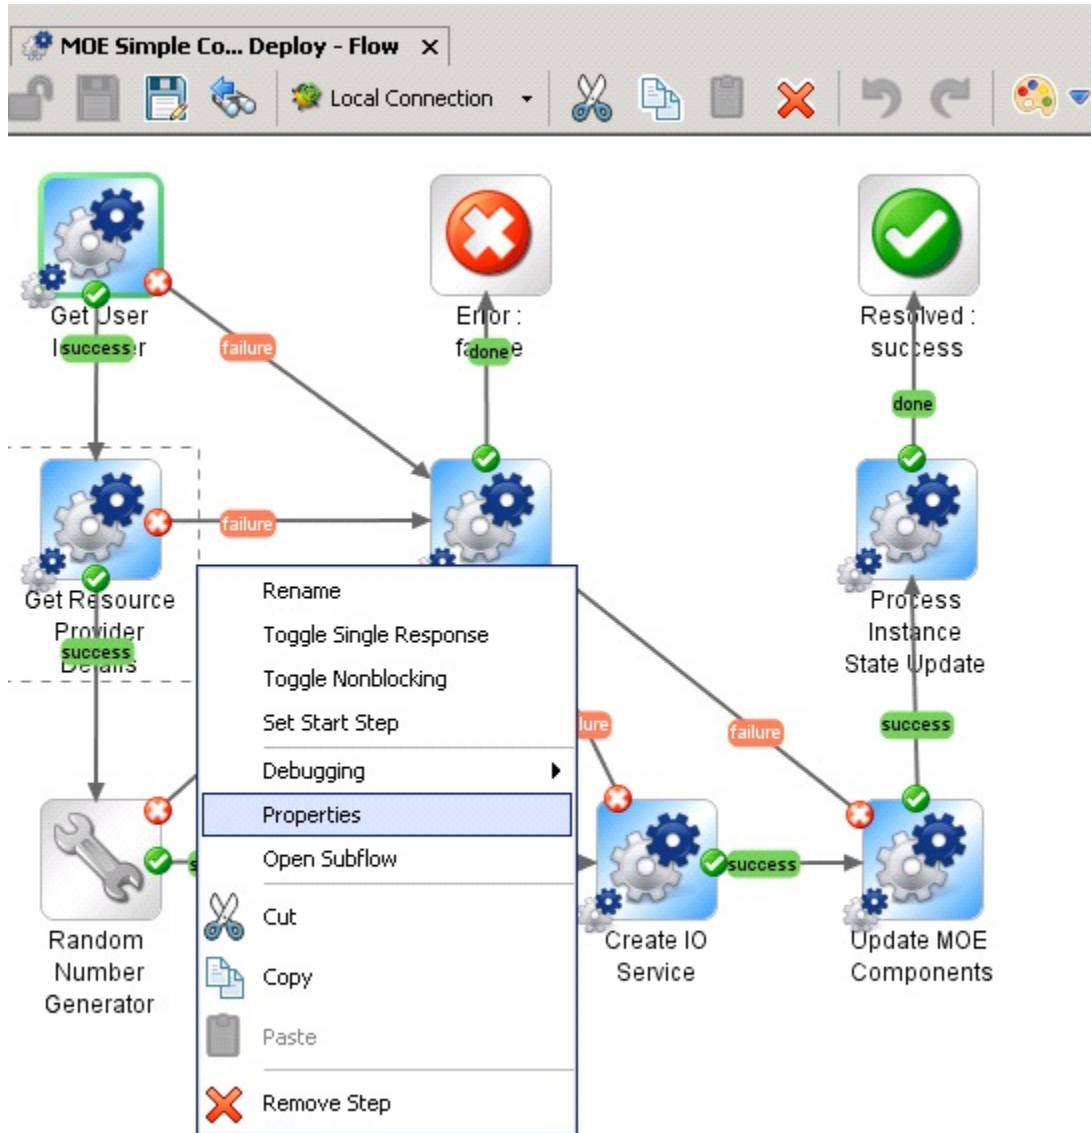 MOE Simple Co... Deploy - Flow
Local Connection
Get User
success
failure
Error :
done
Resolved :
success
done
failure
Get Resource
Provider
success
Details
Process
Instance
State Update
success
failure
Rename
Toggle Single Response
Toggle Nonblocking
Set Start Step
Debugging
Properties
Open Subflow
Cut
Copy
Paste
Remove Step
Random
Number
Generator
success
Create IO
Service
Update MOE
Components